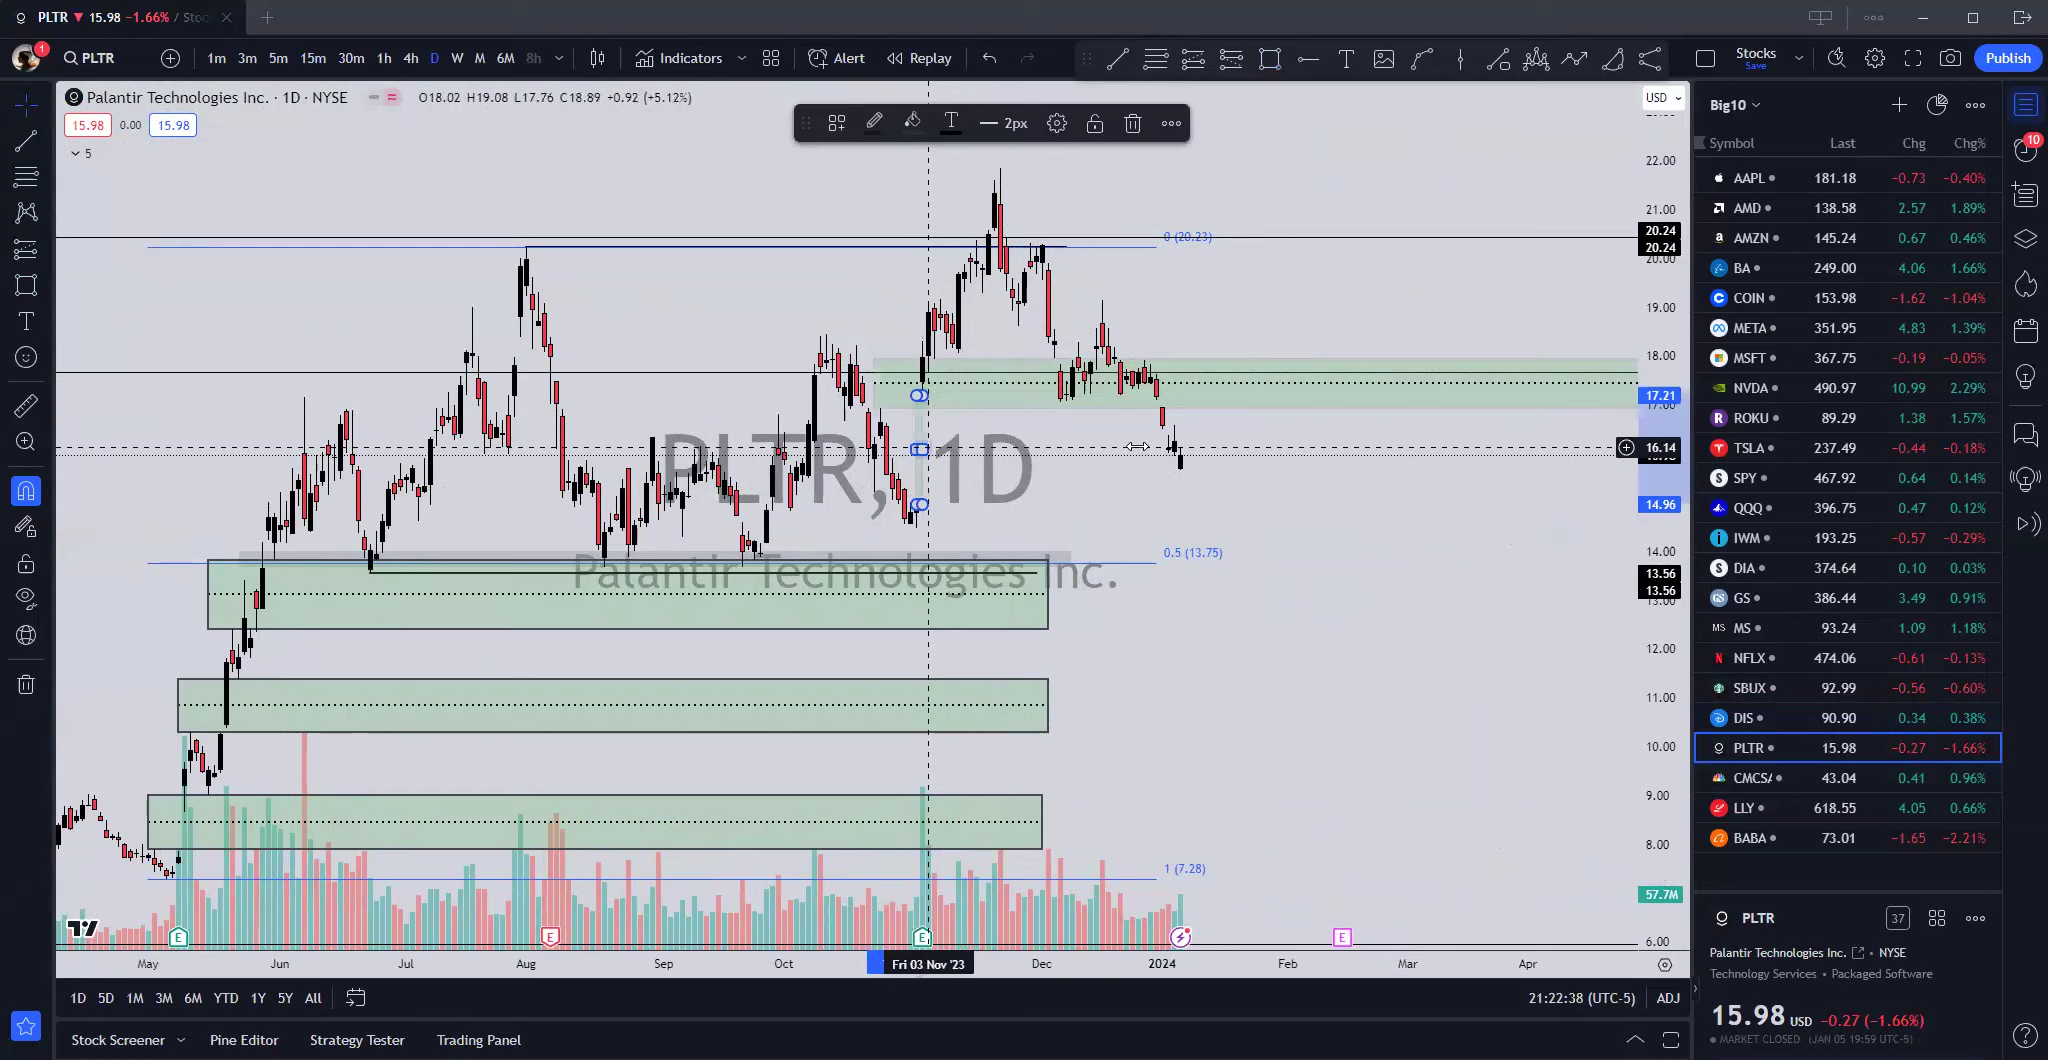 PLTR ▼ 15.98 −1.66% / Stoc
1 PLTR 1m 3m 5m 15m 30m 1h 4h D W M 6M 8h Indicators Alert Replay Stocks Save Publish
Palantir Technologies Inc. · 1D · NYSE O18.02 H19.08 L17.76 C18.89 +0.92 (+5.12%)
15.98 0.00 15.98
5
2px
USD
22.00
21.00
20.24
20.24
20.00
19.00
18.00
17.21
17.00
16.14
14.96
14.00
13.56
13.56
13.00
12.00
11.00
10.00
9.00
8.00
57.7M
6.00
0 (20.23)
0.5 (13.75)
1 (7.28)
PLTR, 1D
Palantir Technologies Inc.
E E E E
May Jun Jul Aug Sep Oct Fri 03 Nov '23 Dec 2024 Feb Mar Apr
1D 5D 1M 3M 6M YTD 1Y 5Y All 21:22:38 (UTC-5) ADJ
Stock Screener Pine Editor Strategy Tester Trading Panel
Big10
Symbol Last Chg Chg%
AAPL 181.18 −0.73 −0.40%
AMD 138.58 2.57 1.89%
AMZN 145.24 0.67 0.46%
BA 249.00 4.06 1.66%
COIN 153.98 −1.62 −1.04%
META 351.95 4.83 1.39%
MSFT 367.75 −0.19 −0.05%
NVDA 490.97 10.99 2.29%
ROKU 89.29 1.38 1.57%
TSLA 237.49 −0.44 −0.18%
SPY 467.92 0.64 0.14%
QQQ 396.75 0.47 0.12%
IWM 193.25 −0.57 −0.29%
DIA 374.64 0.10 0.03%
GS 386.44 3.49 0.91%
MS MS 93.24 1.09 1.18%
NFLX 474.06 −0.61 −0.13%
SBUX 92.99 −0.56 −0.60%
DIS 90.90 0.34 0.38%
PLTR 15.98 −0.27 −1.66%
CMCSA 43.04 0.41 0.96%
LLY 618.55 4.05 0.66%
BABA 73.01 −1.65 −2.21%
PLTR 37
Palantir Technologies Inc. • NYSE
Technology Services • Packaged Software
15.98 USD −0.27 (−1.66%)
MARKET CLOSED (JAN 05 19:59 UTC-5)
10